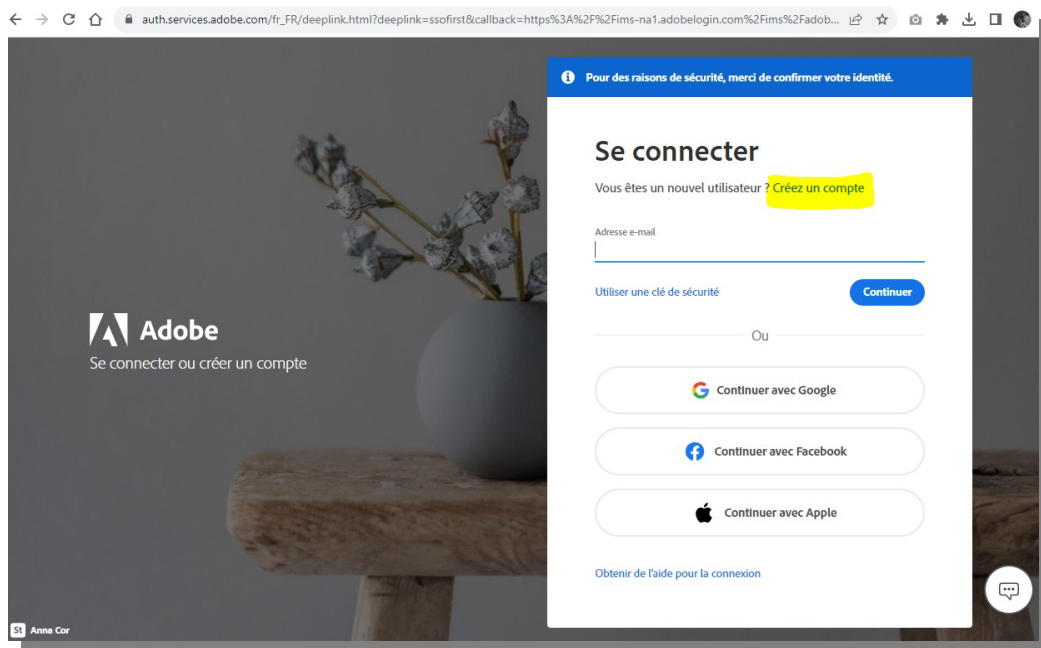 auth.services.adobe.com/fr_FR/deeplink.html?deeplink=ssofirst&callback=https%3A%2F%2Fims-na1.adobelogin.com%2Fims%2Fadob...
Pour des raisons de sécurité, merci de confirmer votre identité.
Se connecter
Vous êtes un nouvel utilisateur ? Créez un compte
Adresse e-mail
Utiliser une clé de sécurité
Continuer
Ou
Adobe
Se connecter ou créer un compte
Continuer avec Google
Continuer avec Facebook
Continuer avec Apple
Obtenir de l'aide pour la connexion
St Anna Cor